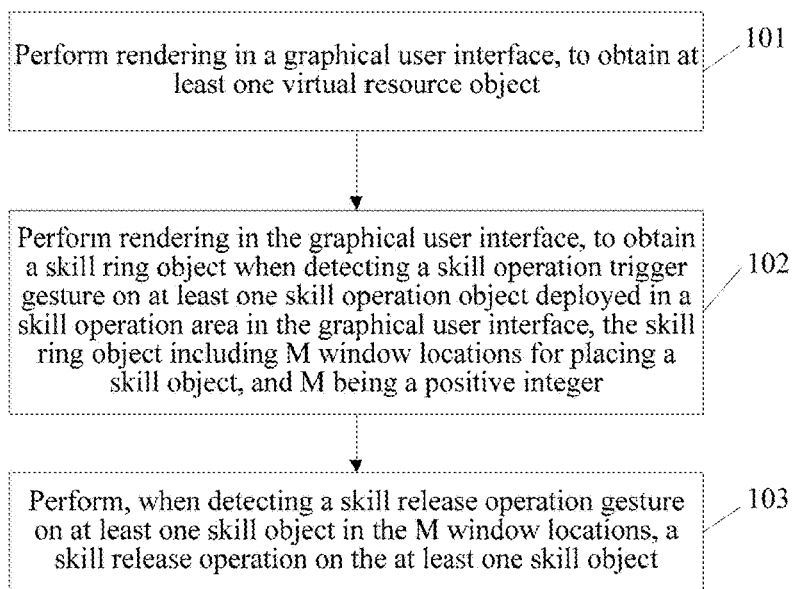 Perform rendering in a graphical user interface, to obtain at
least one virtual resource object
101
Perform rendering in the graphical user interface, to obtain
a skill ring object when detecting a skill operation trigger
gesture on at least one skill operation object deployed in a
skill operation area in the graphical user interface, the skill
ring object including M window locations for placing a
skill object, and M being a positive integer
102
Perform, when detecting a skill release operation gesture
on at least one skill object in the M window locations, a
skill release operation on the at least one skill object
103